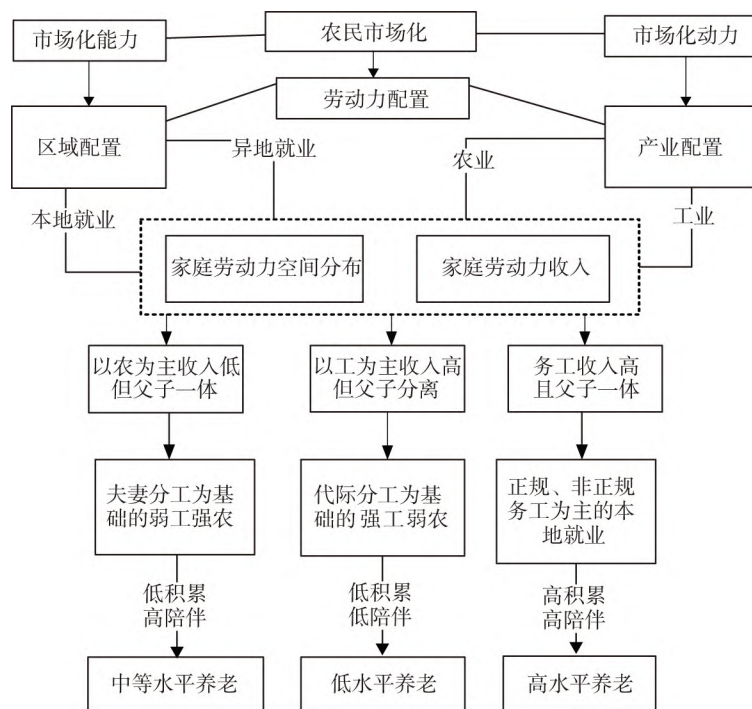 市场化能力
农民市场化
市场化动力
劳动力配置
区域配置
产业配置
异地就业
农业
本地就业
工业
家庭劳动力空间分布
家庭劳动力收入
以农为主收入低
但父子一体
以工为主收入高
但父子分离
务工收入高
且父子一体
夫妻分工为基
础的弱工强农
代际分工为基
础的强工弱农
正规、非正规
务工为主的本
地就业
低积累
高陪伴
低积累
低陪伴
高积累
高陪伴
中等水平养老
低水平养老
高水平养老